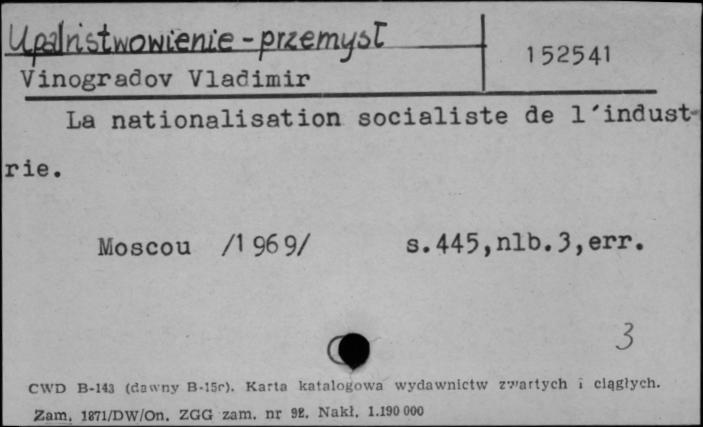 Upaństwowienie - przemysł
152541
Vinogradov Vladimir
La nationalisation socialiste de l'indust-
rie.
Moscou /1969/ s.445,nlb.3,err.
3
CWD B-143 (dawny B-15r). Karta katalogowa wydawnictw zwartych i ciągłych.
Zam. 1871/DW/On. ZGG zam. nr 92. Nakł. 1.190 000